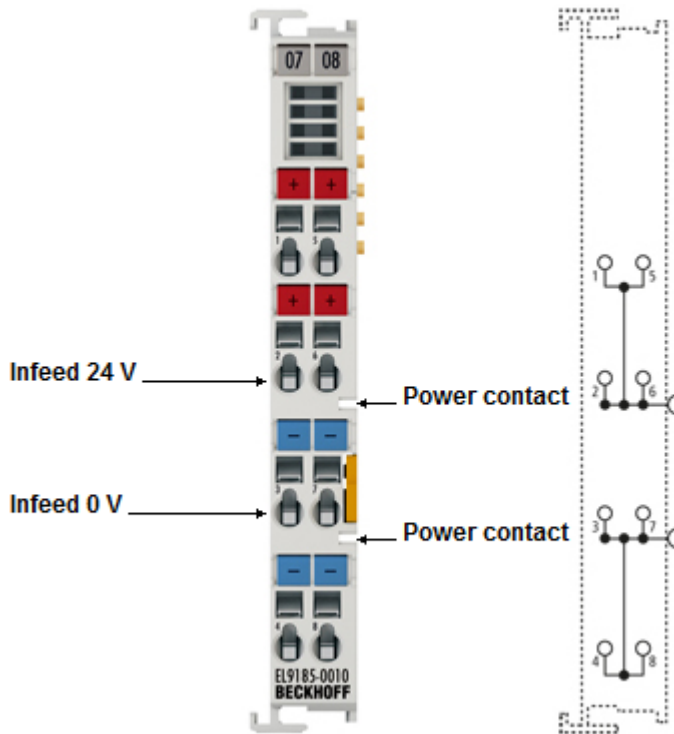 07 08
+ +
1 5
+ +
2 6
Infeed 24 V
Power contact
- -
3 7
Infeed 0 V
Power contact
- -
4 8
EL9185-0010
BECKHOFF
1 5
2 6
3 7
4 8